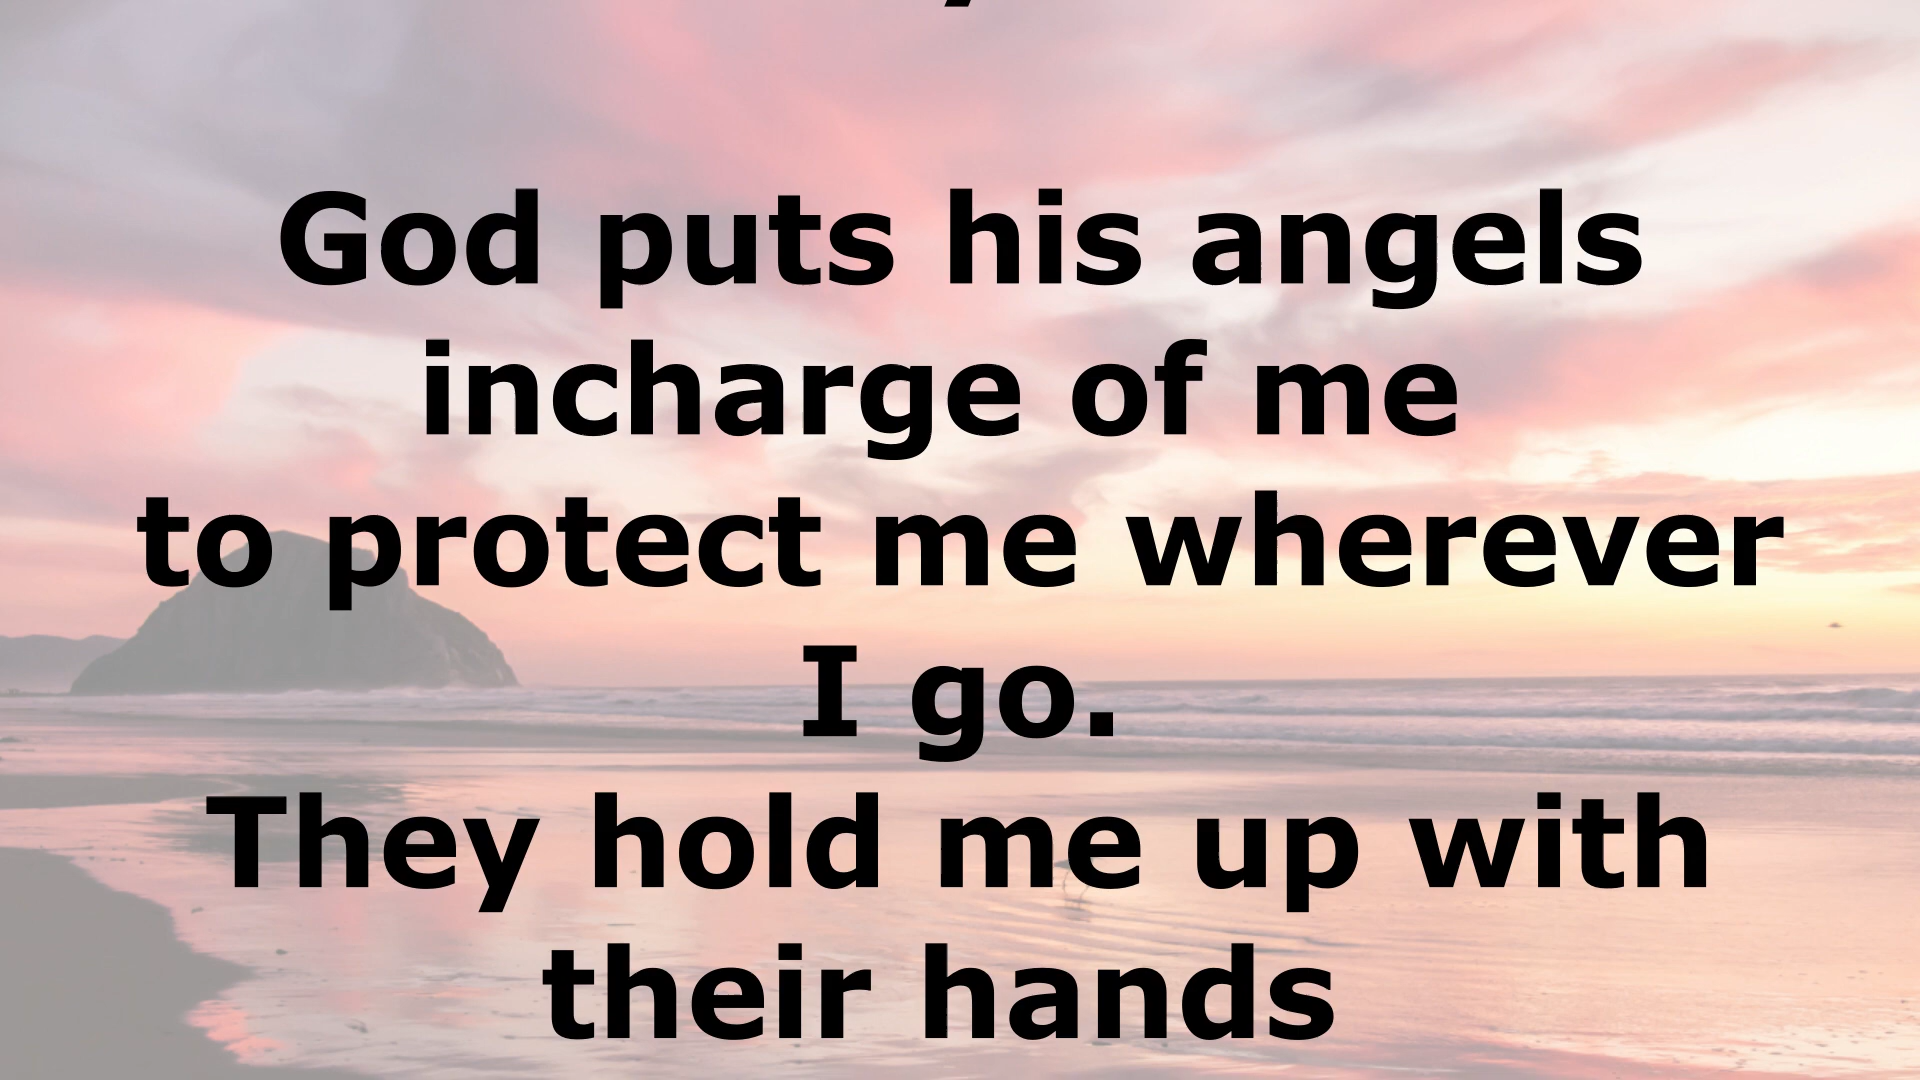 God puts his angels
incharge of me
to protect me wherever
I go.
They hold me up with
their hands